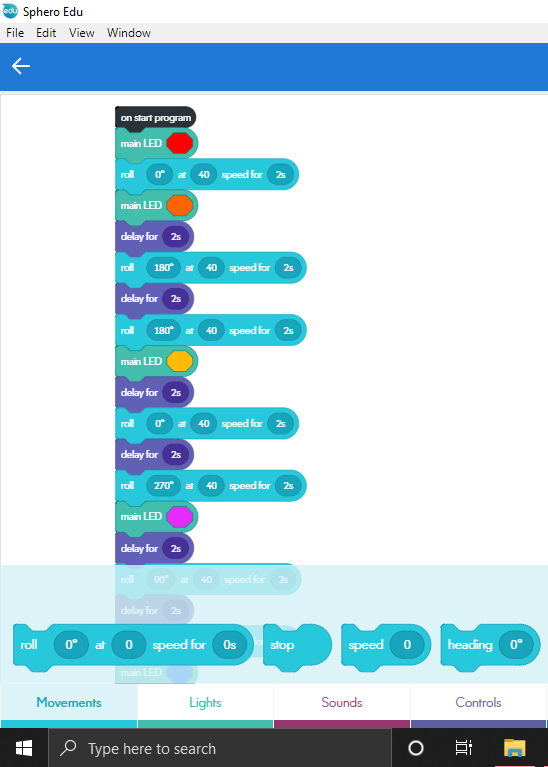 edu Sphero Edu
File Edit View Window
on start program
main LED
roll 0° at 40 speed for 2s
main LED
delay for 2s
roll 180° at 40 speed for 2s
delay for 2s
roll 180° at 40 speed for 2s
main LED
delay for 2s
roll 0° at 40 speed for 2s
delay for 2s
roll 270° at 40 speed for 2s
main LED
delay for 2s
roll 90° at 40 speed for 2s
delay for 2s
roll 0° at 0 speed for 0s stop speed 0 heading 0°
main LED
Movements Lights Sounds Controls
Type here to search